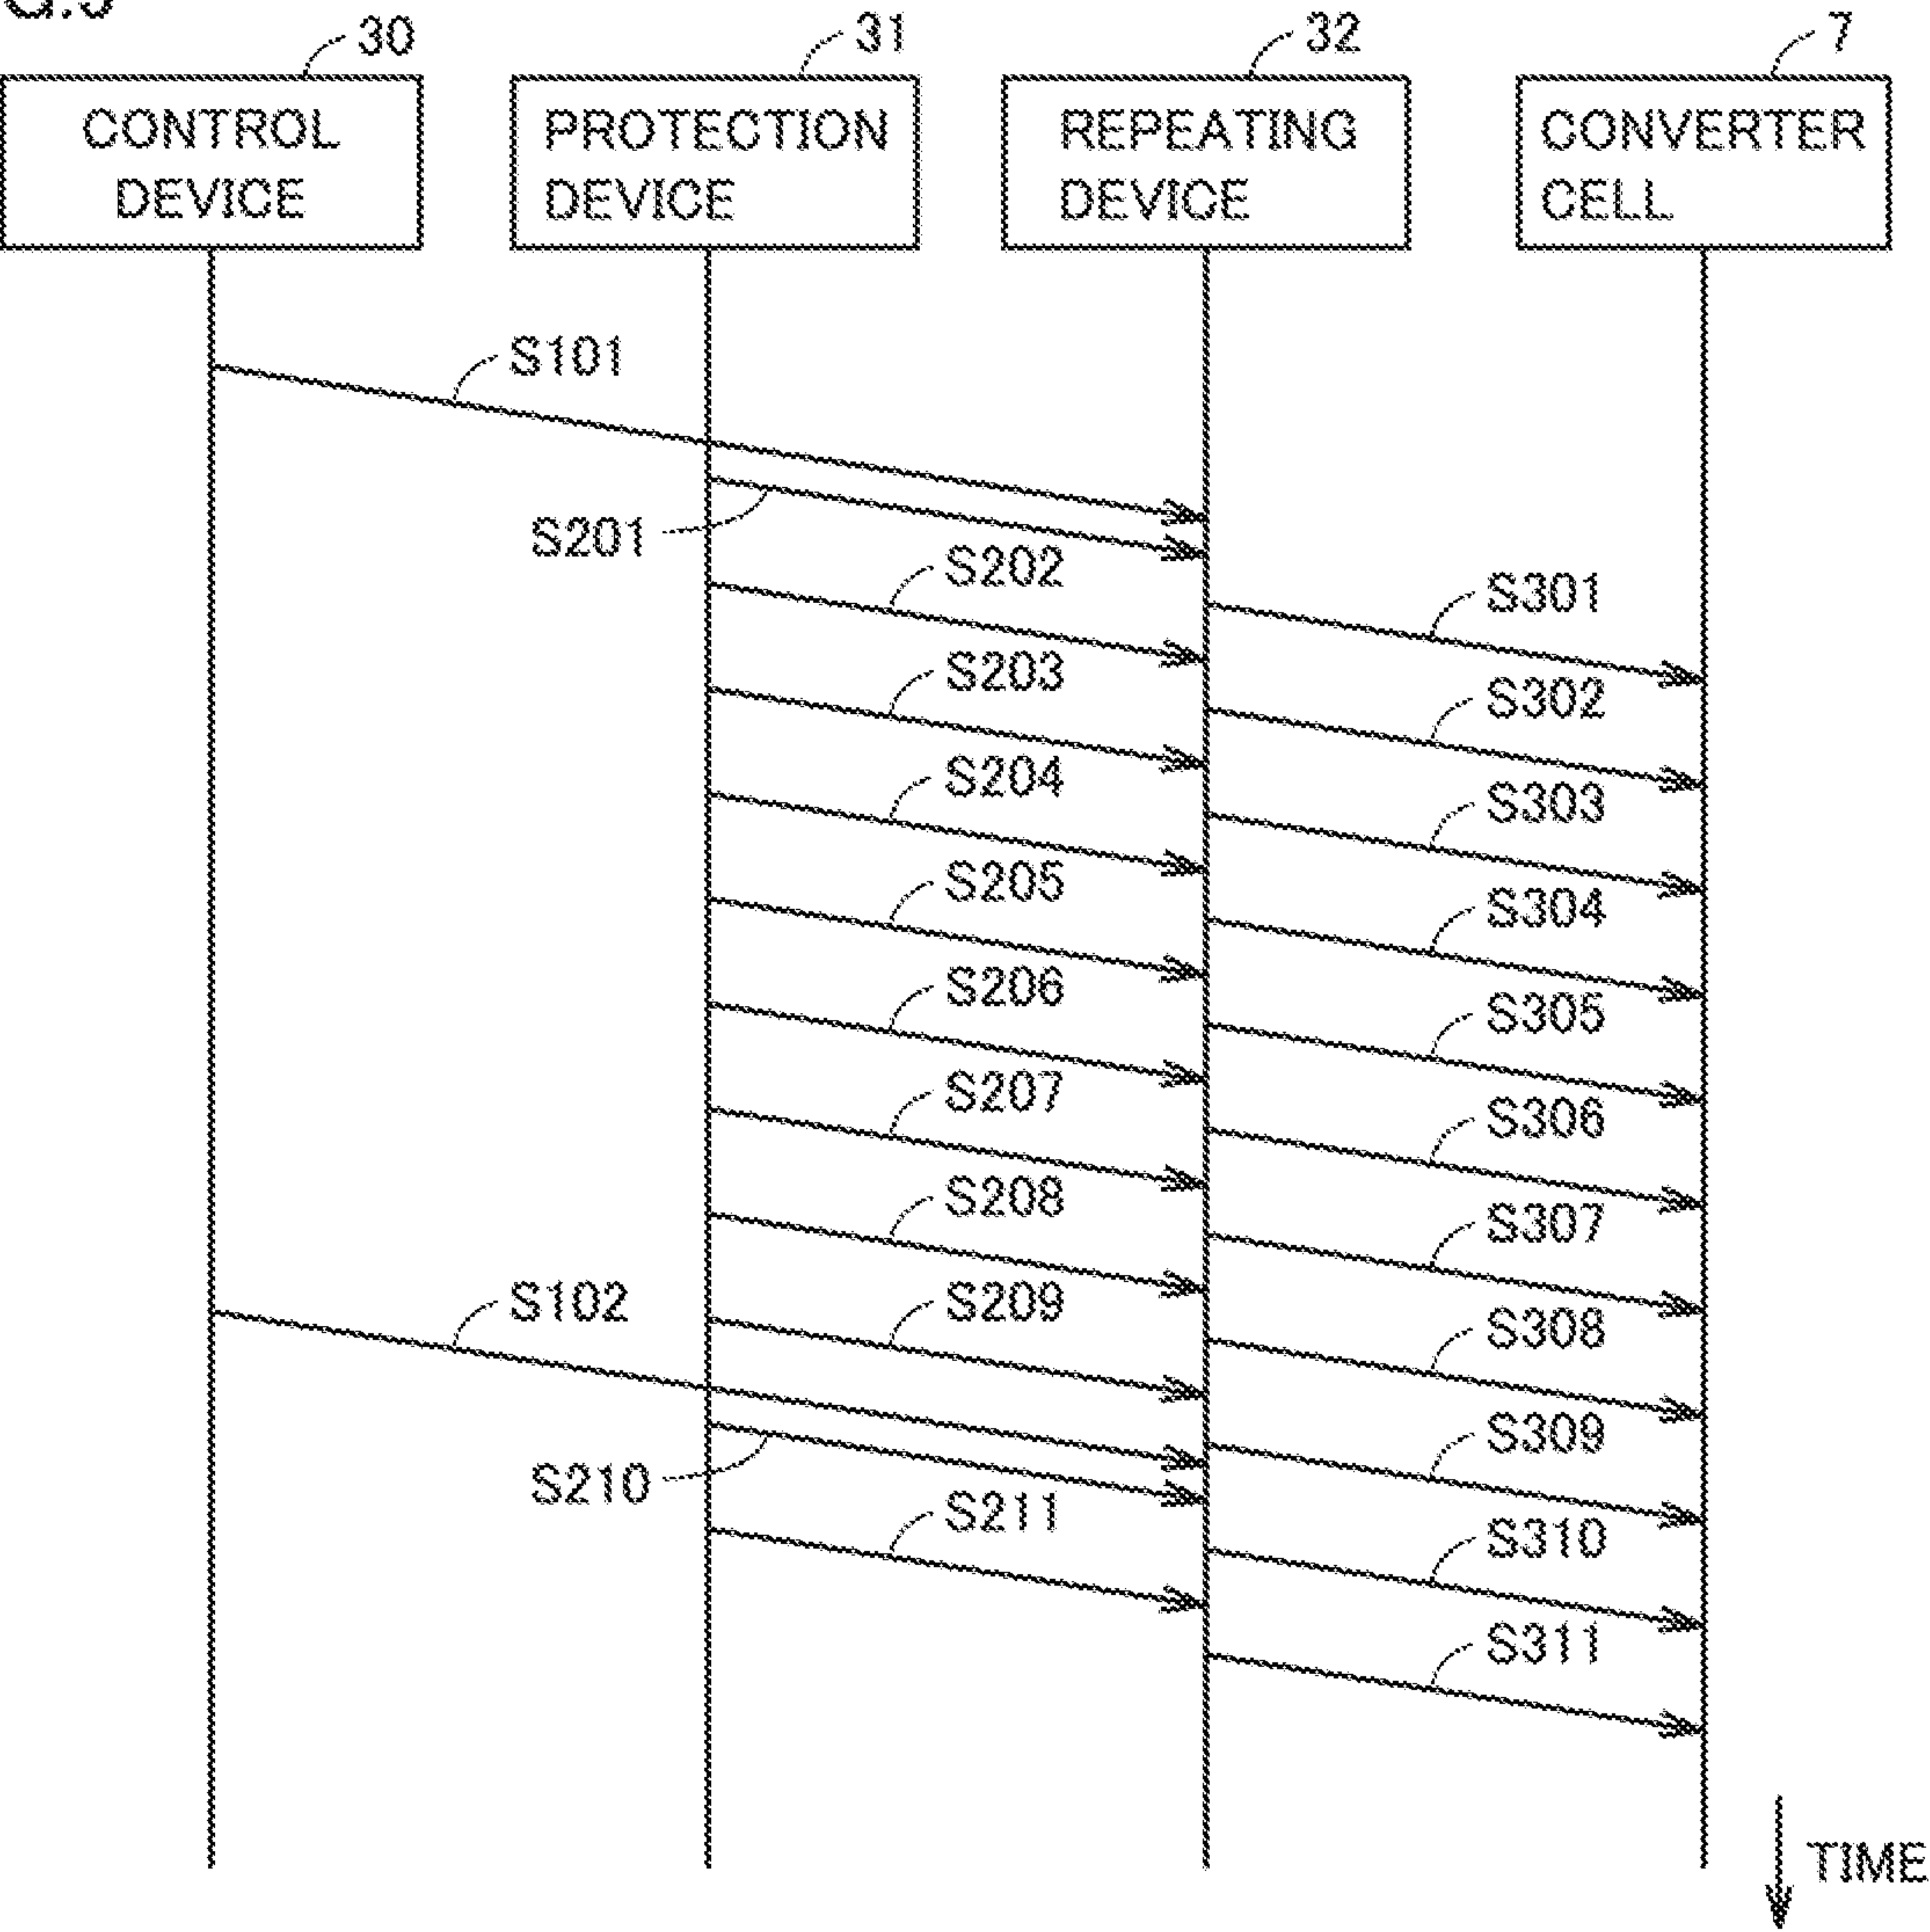 30
31
32
7
CONTROL
DEVICE
PROTECTION
DEVICE
REPEATING
DEVICE
CONVERTER
CELL
S101
S201
S202
S301
S203
S302
S204
S303
S205
S304
S206
S305
S207
S306
S208
S307
S102
S209
S308
S309
S210
S211
S310
S311
TIME